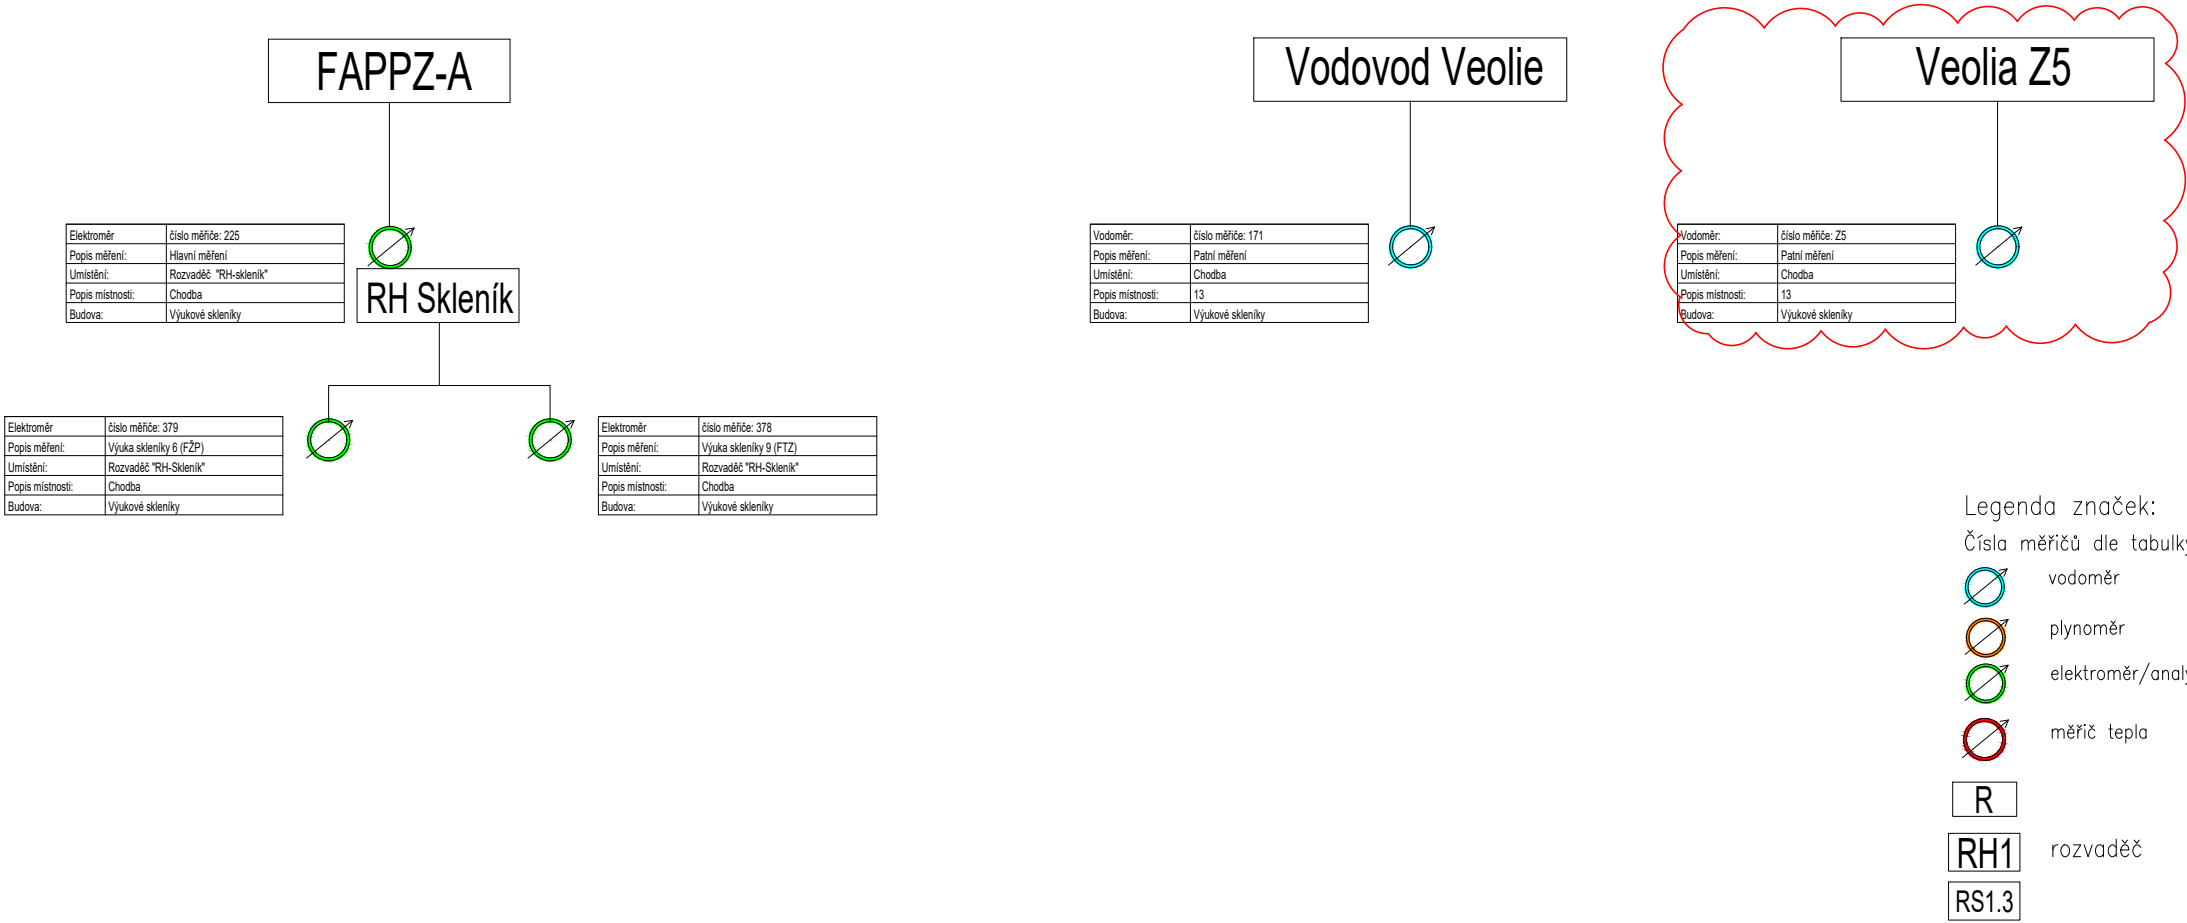 FAPPZ-A
Vodovod Veolie
Veolia Z5
Elektroměr číslo měřiče: 225
Popis měření: Hlavní měření
Umístění: Rozvaděč "RH-skleník"
Popis místnosti: Chodba
Budova: Výukové skleníky
RH Skleník
Vodoměr: číslo měřiče: 171
Popis měření: Patní měření
Umístění: Chodba
Popis místnosti: 13
Budova: Výukové skleníky
Vodoměr: číslo měřiče: Z5
Popis měření: Patní měření
Umístění: Chodba
Popis místnosti: 13
Budova: Výukové skleníky
Elektroměr číslo měřiče: 379
Popis měření: Výuka skleníky 6 (FŽP)
Umístění: Rozvaděč "RH-Skleník"
Popis místnosti: Chodba
Budova: Výukové skleníky
Elektroměr číslo měřiče: 378
Popis měření: Výuka skleníky 9 (FTZ)
Umístění: Rozvaděč "RH-Skleník"
Popis místnosti: Chodba
Budova: Výukové skleníky
Legenda značek:
Čísla měřičů dle tabulky
vodoměr
plynoměr
elektroměr/analy
měřič tepla
R
RH1 rozvaděč
RS1.3